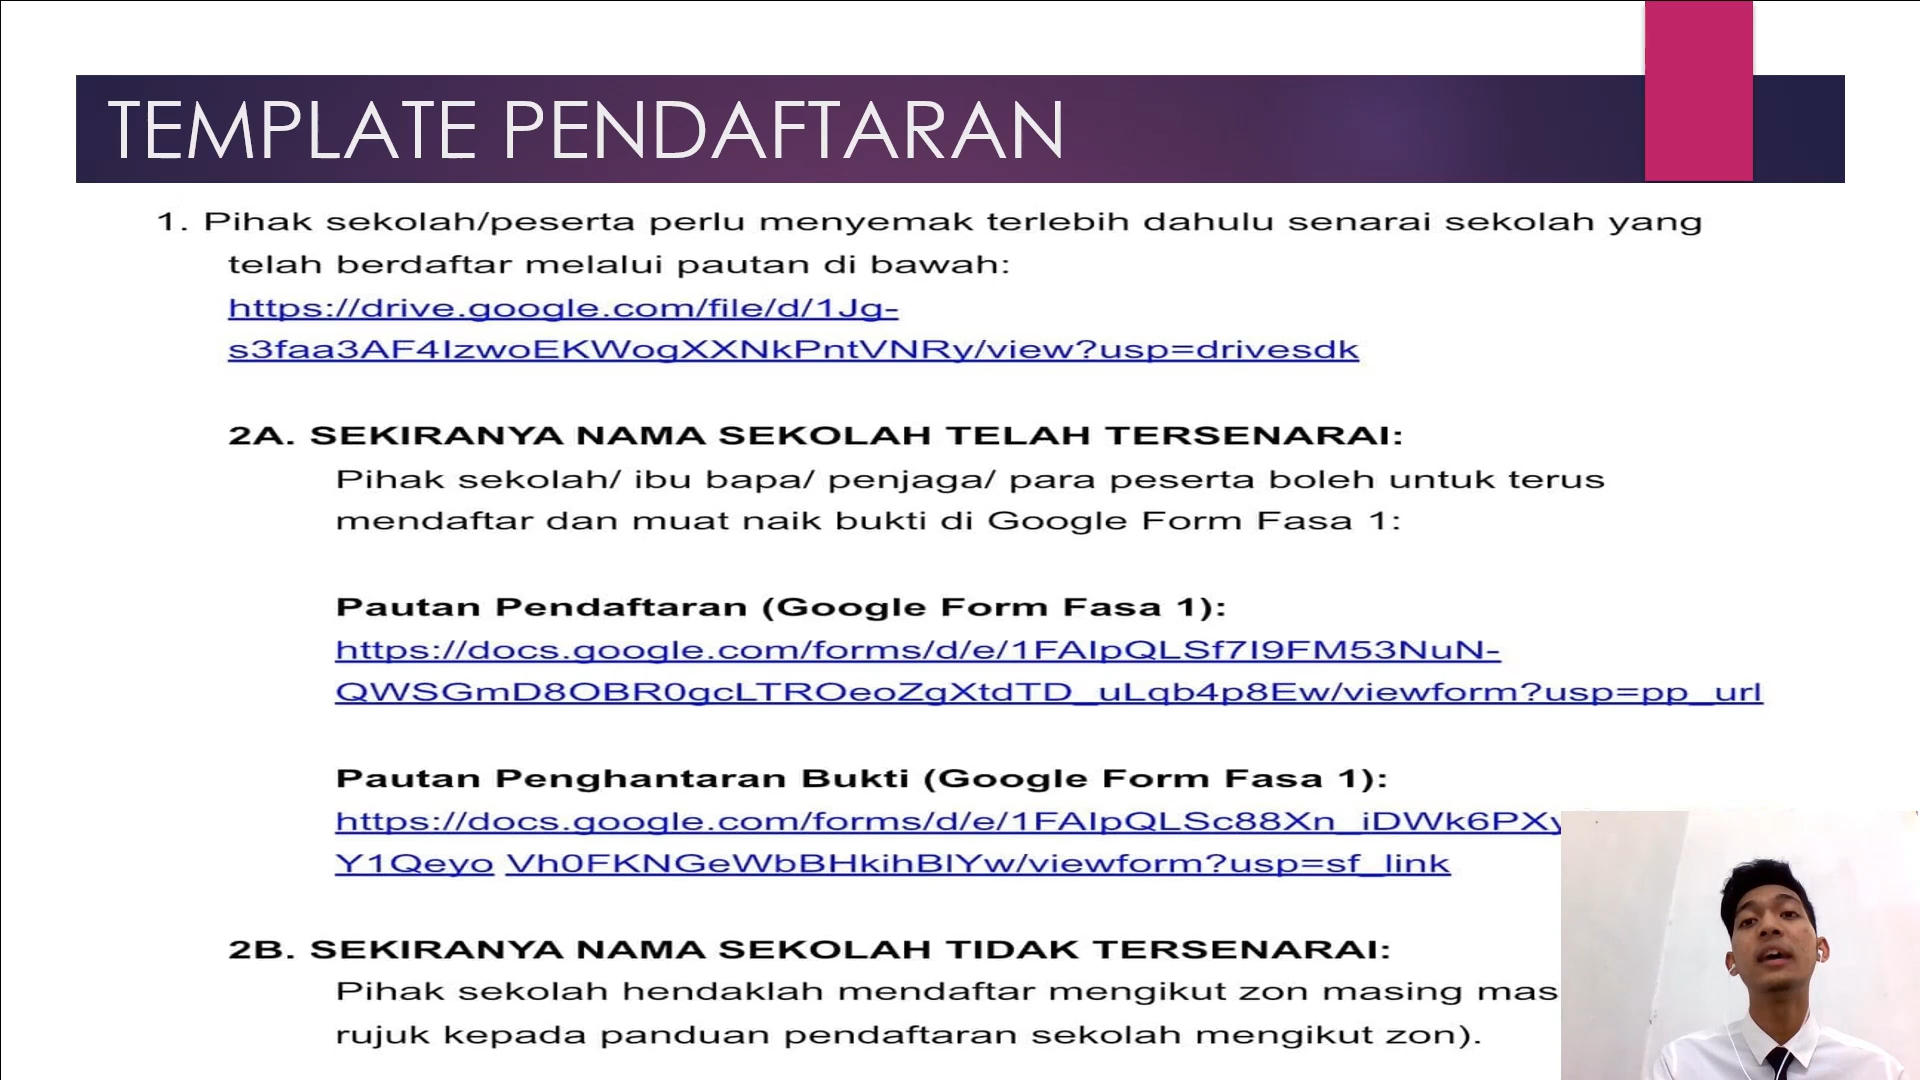 TEMPLATE PENDAFTARAN
1. Pihak sekolah/peserta perlu menyemak terlebih dahulu senarai sekolah yang
telah berdaftar melalui pautan di bawah:
https://drive.google.com/file/d/1Jg-
s3faa3AF4IzwoEKWogXXNkPntVNRy/view?usp=drivesdk
2A. SEKIRANYA NAMA SEKOLAH TELAH TERSENARAI:
Pihak sekolah/ ibu bapa/ penjaga/ para peserta boleh untuk terus
mendaftar dan muat naik bukti di Google Form Fasa 1:
Pautan Pendaftaran (Google Form Fasa 1):
https://docs.google.com/forms/d/e/1FAIpQLSf7I9FM53NuN-
QWSGmD8OBR0gcLTROeoZgXtdTD_uLqb4p8Ew/viewform?usp=pp_url
Pautan Penghantaran Bukti (Google Form Fasa 1):
https://docs.google.com/forms/d/e/1FAIpQLSc88Xn_iDWk6PXy
Y1Qeyo Vh0FKNGeWbBHkihBlYw/viewform?usp=sf_link
2B. SEKIRANYA NAMA SEKOLAH TIDAK TERSENARAI:
Pihak sekolah hendaklah mendaftar mengikut zon masing mas
rujuk kepada panduan pendaftaran sekolah mengikut zon).